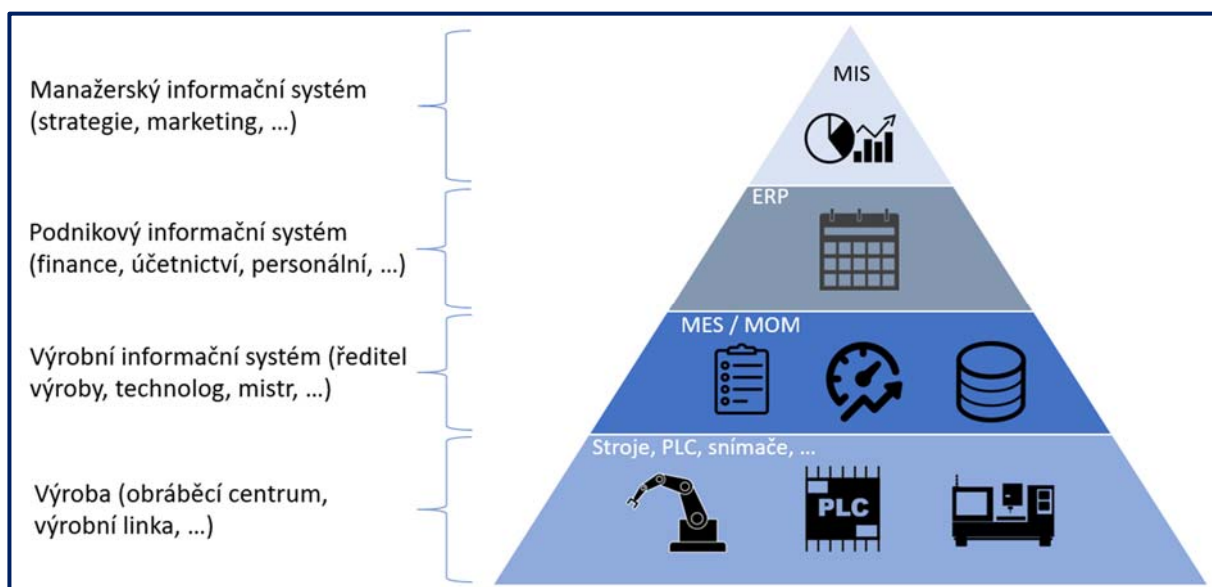 Manažerský informační systém
(strategie, marketing, …)
MIS
Podnikový informační systém
(finance, účetnictví, personální, …)
ERP
Výrobní informační systém (ředitel
výroby, technolog, mistr, …)
MES / MOM
Výroba (obráběcí centrum,
výrobní linka, …)
Stroje, PLC, snímače, …
PLC